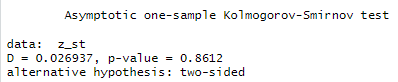 Asymptotic one-sample Kolmogorov-Smirnov test
data:  z_st
D = 0.026937, p-value = 0.8612
alternative hypothesis: two-sided